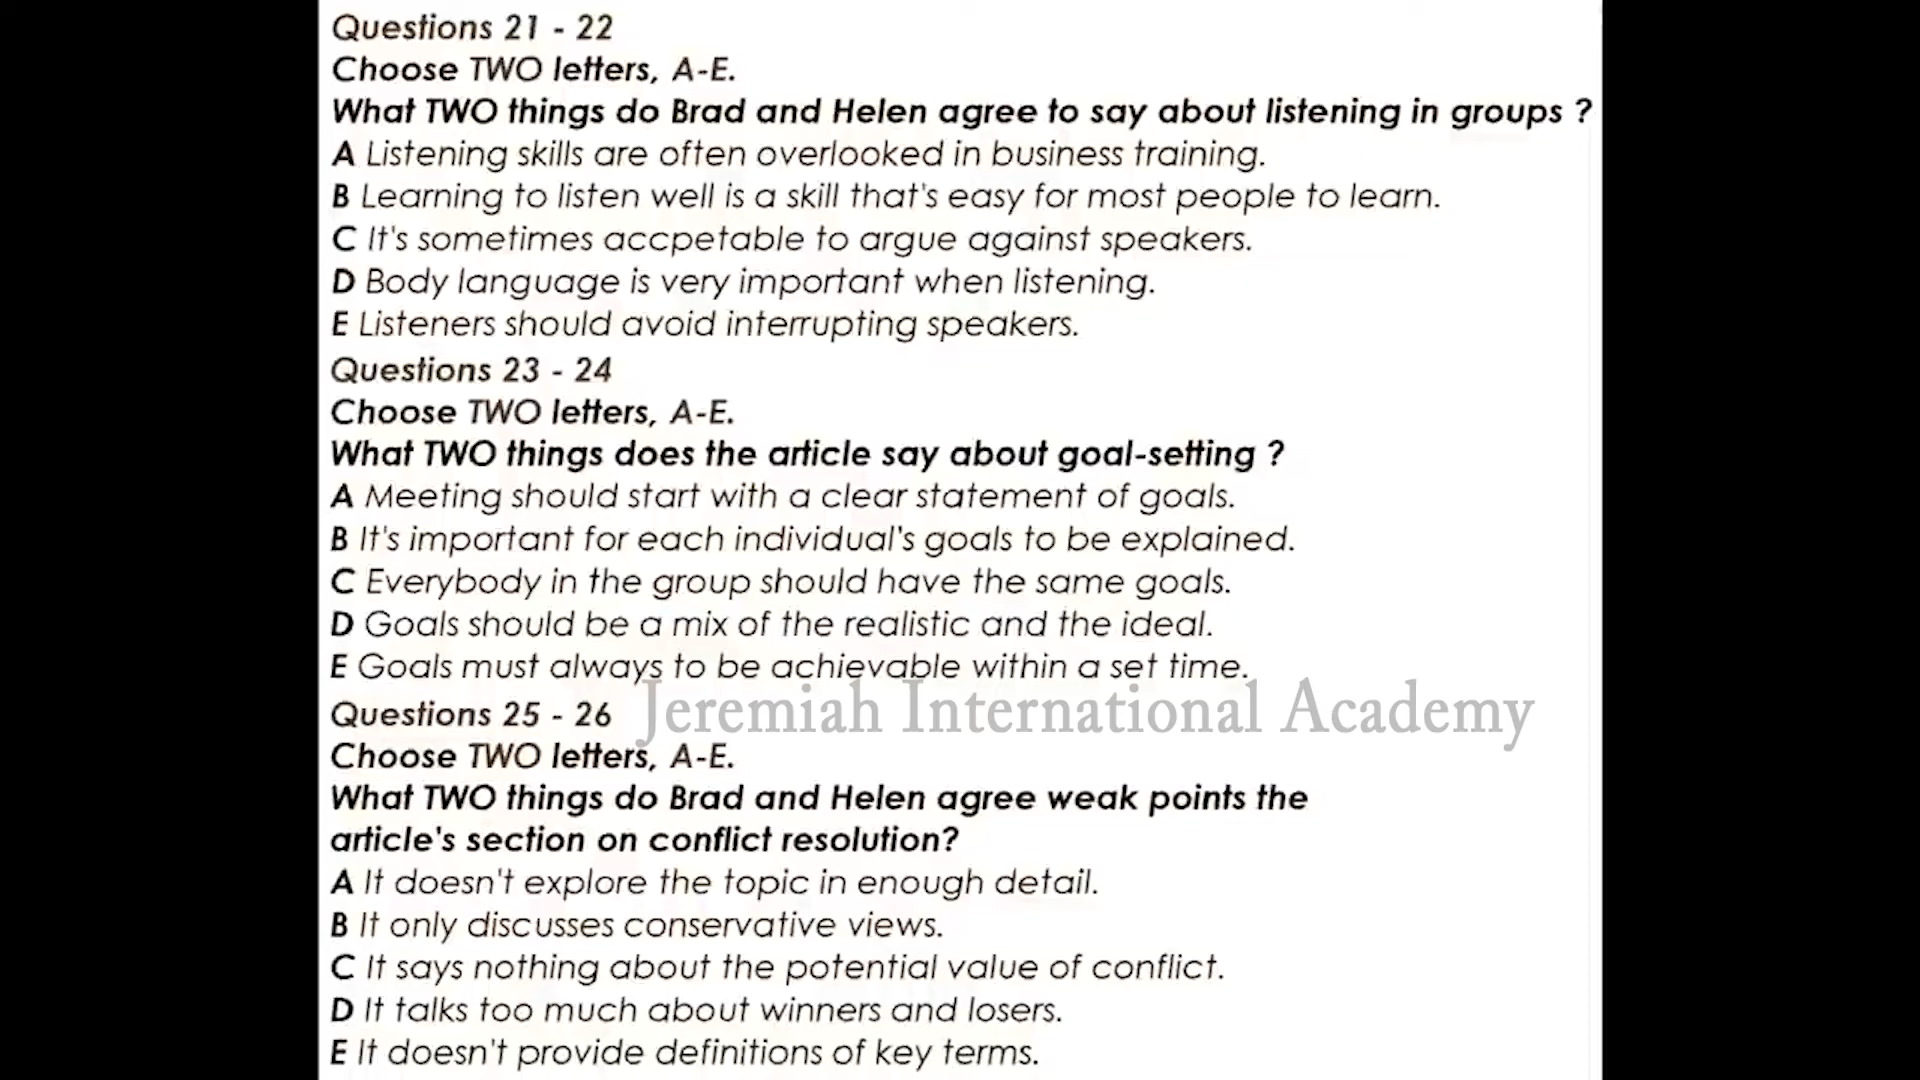 Questions 21 - 22
Choose TWO letters, A-E.
What TWO things do Brad and Helen agree to say about listening in groups ?
A Listening skills are often overlooked in business training.
B Learning to listen well is a skill that's easy for most people to learn.
C It's sometimes accpetable to argue against speakers.
D Body language is very important when listening.
E Listeners should avoid interrupting speakers.
Questions 23 - 24
Choose TWO letters, A-E.
What TWO things does the article say about goal-setting ?
A Meeting should start with a clear statement of goals.
B It's important for each individual's goals to be explained.
C Everybody in the group should have the same goals.
D Goals should be a mix of the realistic and the ideal.
E Goals must always to be achievable within a set time.
Jeremiah International Academy
Questions 25 - 26
Choose TWO letters, A-E.
What TWO things do Brad and Helen agree weak points the
article's section on conflict resolution?
A It doesn't explore the topic in enough detail.
B It only discusses conservative views.
C It says nothing about the potential value of conflict.
D It talks too much about winners and losers.
E It doesn't provide definitions of key terms.